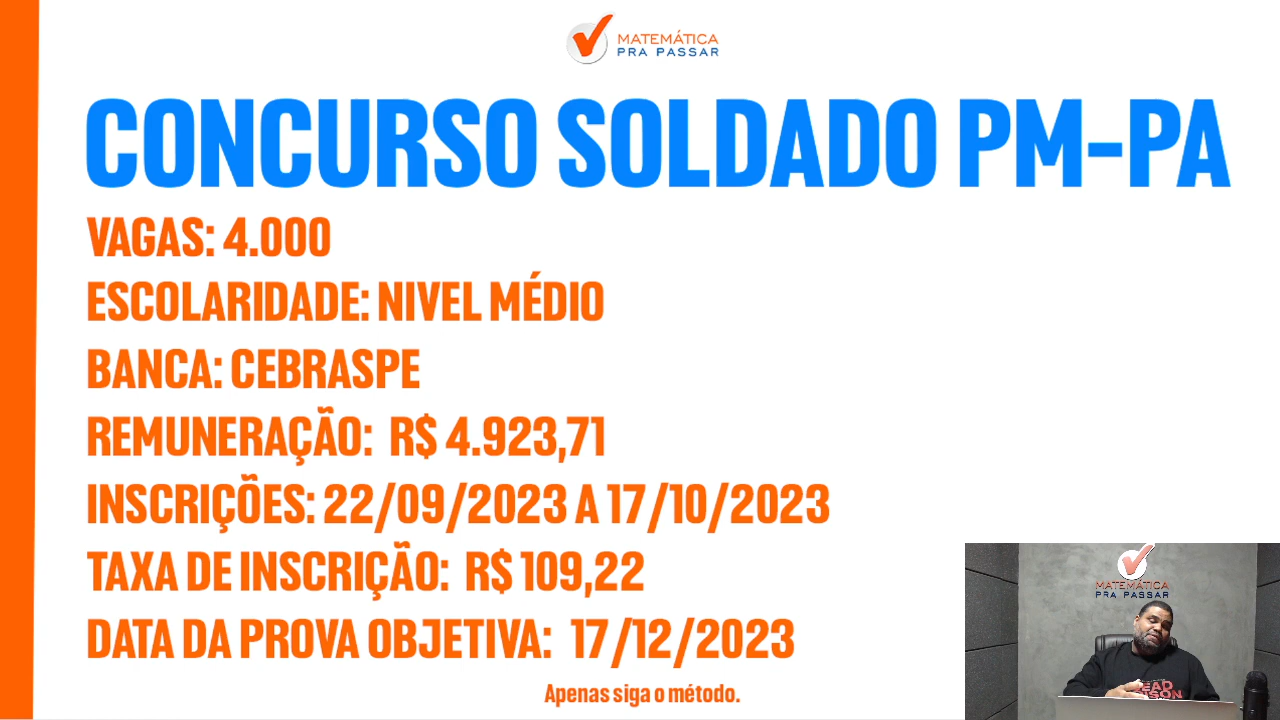 MATEMÁTICA
PRA PASSAR
CONCURSO SOLDADO PM-PA
VAGAS: 4.000
ESCOLARIDADE: NIVEL MÉDIO
BANCA: CEBRASPE
REMUNERAÇÃO: R$ 4.923,71
INSCRIÇÕES: 22/09/2023 A 17/10/2023
TAXA DE INSCRIÇÃO: R$ 109,22
DATA DA PROVA OBJETIVA: 17/12/2023
Apenas siga o método.
MATEMÁTICA
PRA PASSAR